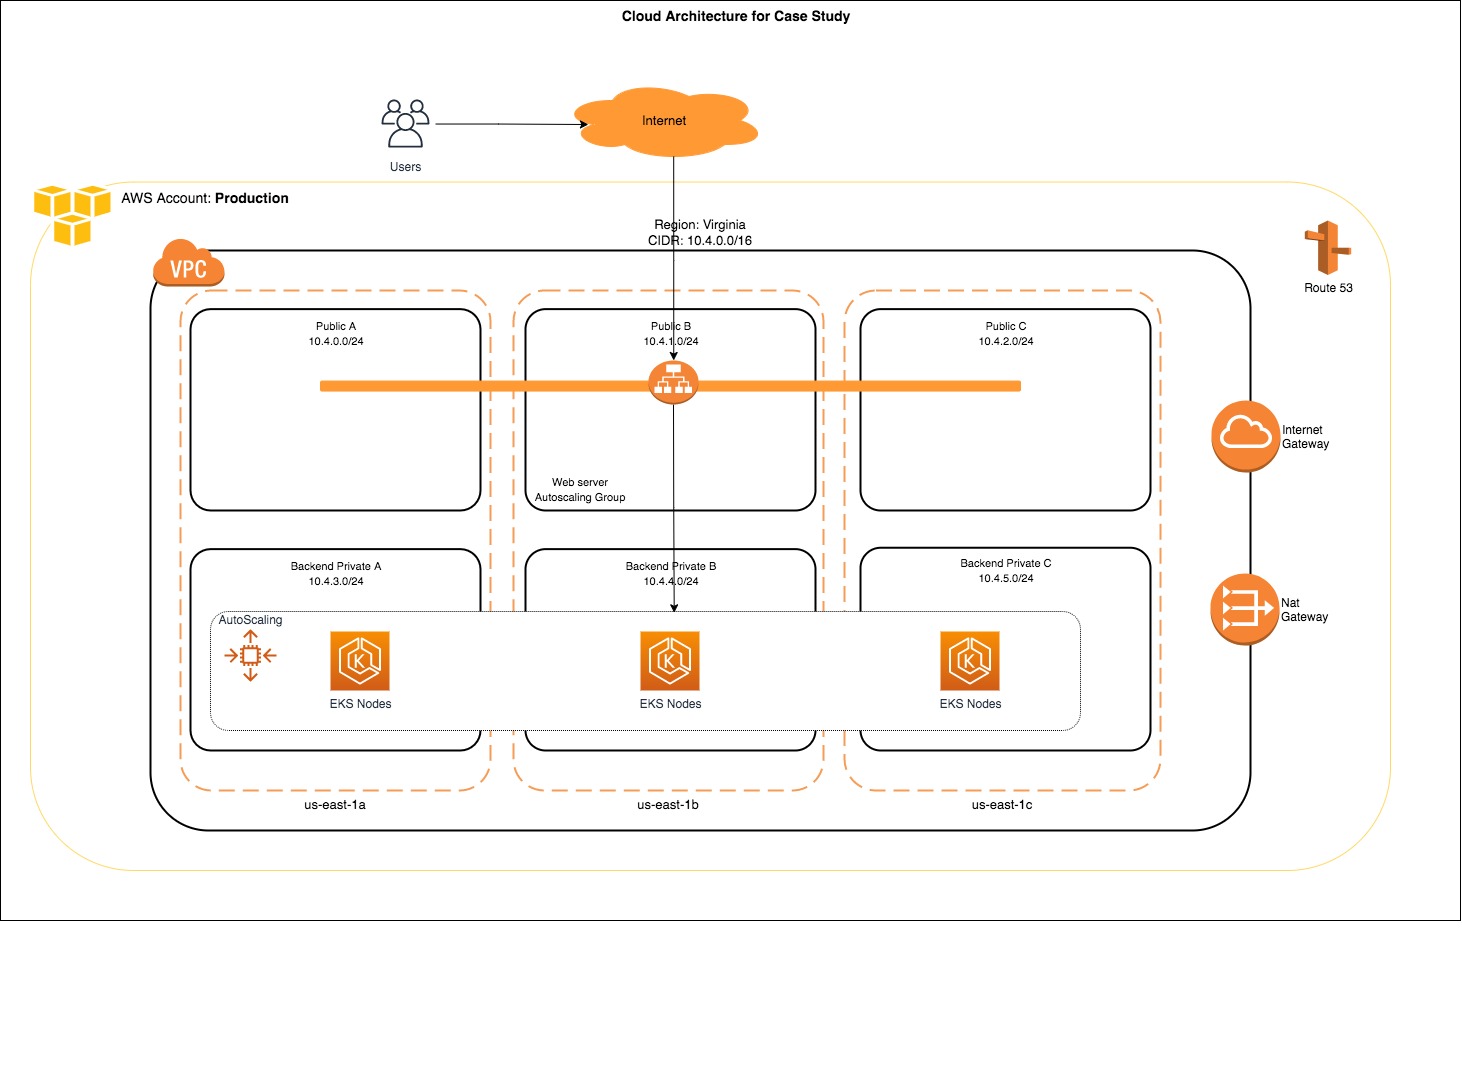 Cloud Architecture for Case Study
Internet
Users
AWS Account: Production
Region: Virginia
CIDR: 10.4.0.0/16
VPC
Route 53
Public A
10.4.0.0/24
Public B
10.4.1.0/24
Public C
10.4.2.0/24
Internet
Gateway
Web server
Autoscaling Group
Backend Private A
10.4.3.0/24
Backend Private B
10.4.4.0/24
Backend Private C
10.4.5.0/24
Nat
Gateway
AutoScaling
K
EKS Nodes
K
EKS Nodes
K
EKS Nodes
us-east-1a
us-east-1b
us-east-1c